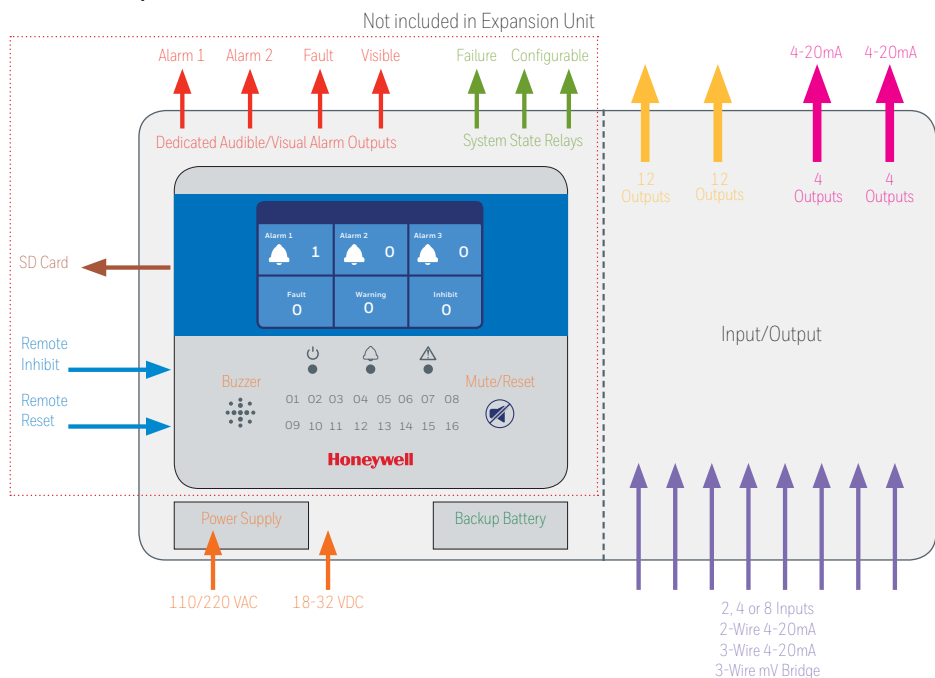 Not included in Expansion Unit
Alarm 1 Alarm 2 Fault Visible Failure Configurable 4-20mA 4-20mA
Dedicated Audible/Visual Alarm Outputs System State Relays
12 Outputs 12 Outputs 4 Outputs 4 Outputs
Alarm 1 1 Alarm 2 0 Alarm 3 0
SD Card
Fault 0 Warning 0 Inhibit 0
Input/Output
Remote Inhibit
Buzzer Mute/Reset
Remote Reset
01 02 03 04 05 06 07 08
09 10 11 12 13 14 15 16
Honeywell
Power Supply Backup Battery
110/220 VAC 18-32 VDC
2, 4 or 8 Inputs
2-Wire 4-20mA
3-Wire 4-20mA
3-Wire mV Bridge